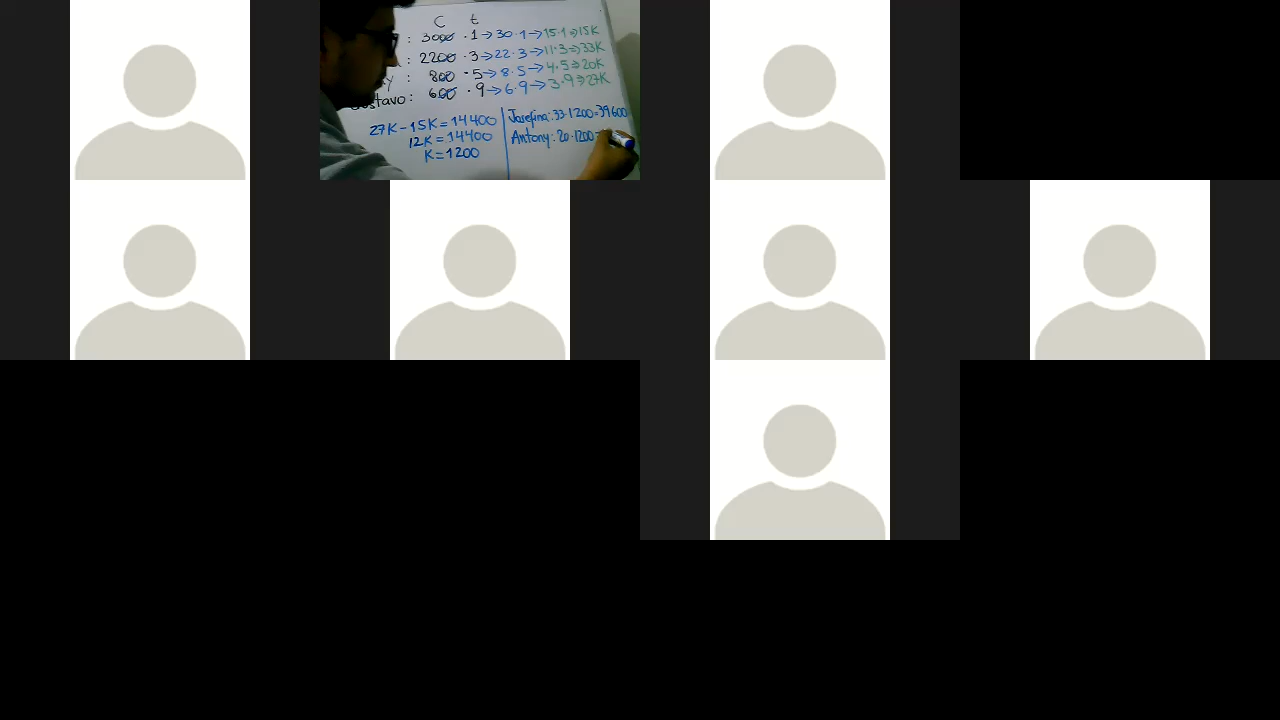 C t
: 3000 · 1 → 30 · 1 → 15 · 1 ⇒ 15K
: 2200 · 3 → 22 · 3 → 11 · 3 ⇒ 33K
y : 800 · 5 → 8 · 5 → 4 · 5 ⇒ 20K
stavo : 600 · 9 → 6 · 9 → 3 · 9 ⇒ 27K
27K - 15K = 14400
12K = 14400
K = 1200
Josefina: 33 · 1200 = 39600
Antony: 20 · 1200 =